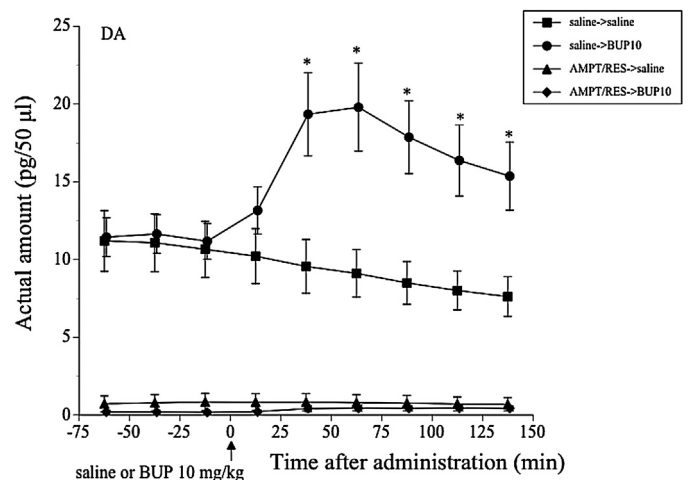 DA
saline->saline
saline->BUP10
AMPT/RES->saline
AMPT/RES->BUP10
Actual amount (pg/50 µl)
25
20
15
10
5
0
* * * * *
-75 -50 -25 0 25 50 75 100 125 150
saline or BUP 10 mg/kg
Time after administration (min)